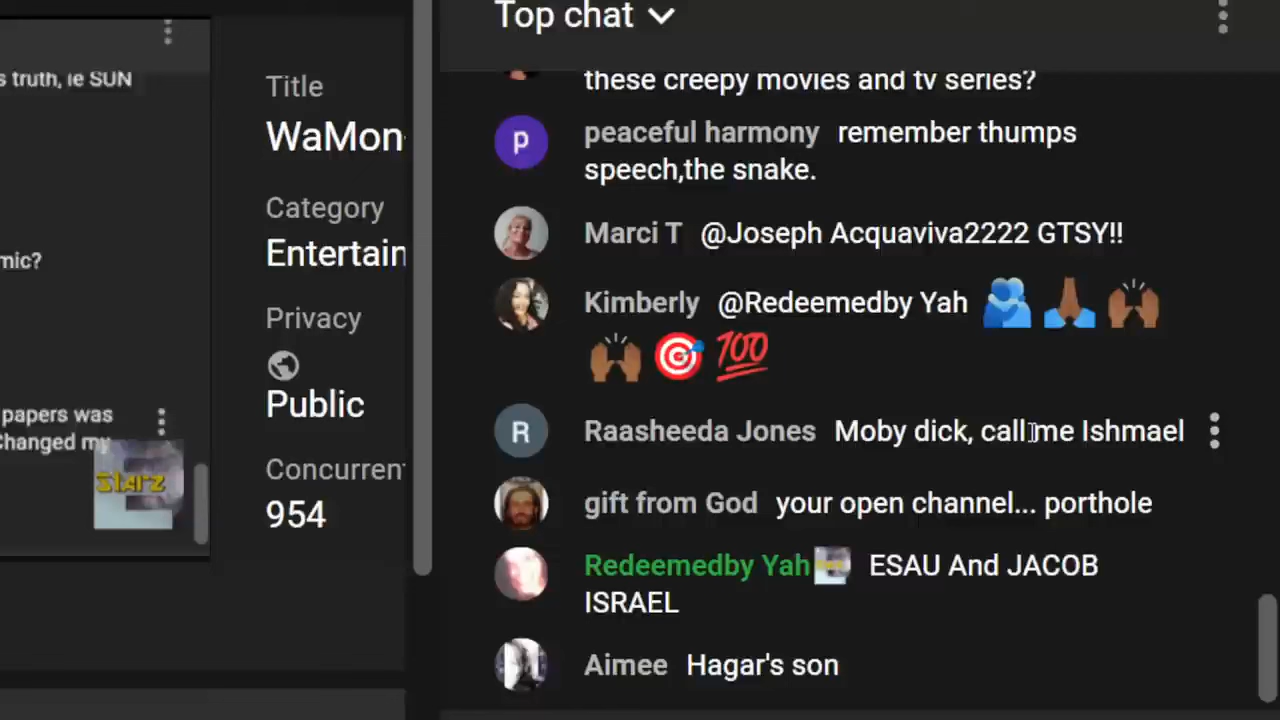 Top chat
s truth, ie SUN
mic?
papers was
Changed my
Starz
Title
WaMon
Category
Entertain
Privacy
Public
Concurren
954
these creepy movies and tv series?
P
peaceful harmony remember thumps
speech,the snake.
Marci T @Joseph Acquaviva2222 GTSY!!
Kimberly @Redeemedby Yah 🫂 🙏🏾 🙌🏾
🙌🏾 🎯 💯
R
Raasheeda Jones Moby dick, call me Ishmael
gift from God your open channel... porthole
Redeemedby Yah ESAU And JACOB
ISRAEL
Aimee Hagar's son